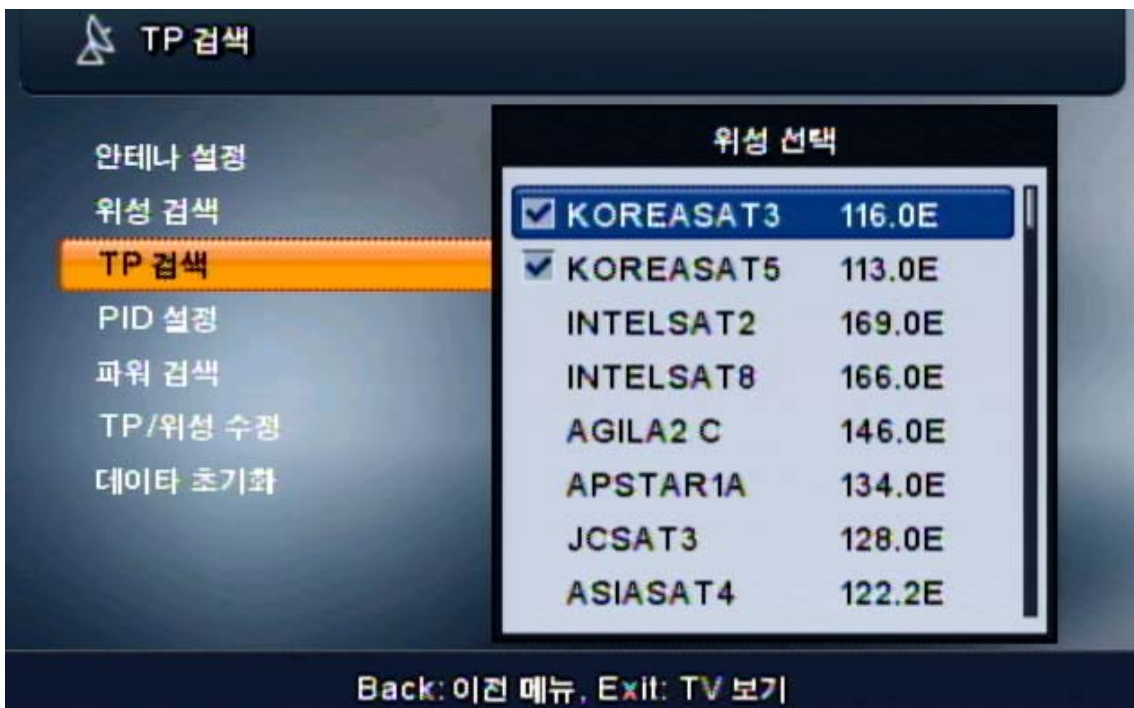 TP 검색
안테나 설정
위성 검색
TP 검색
PID 설정
파워 검색
TP/위성 수정
데이타 초기화
위성 선택
KOREASAT3 116.0E
KOREASAT5 113.0E
INTELSAT2 169.0E
INTELSAT8 166.0E
AGILA2 C 146.0E
APSTAR1A 134.0E
JCSAT3 128.0E
ASIASAT4 122.2E
Back: 이전 메뉴, Exit: TV 보기